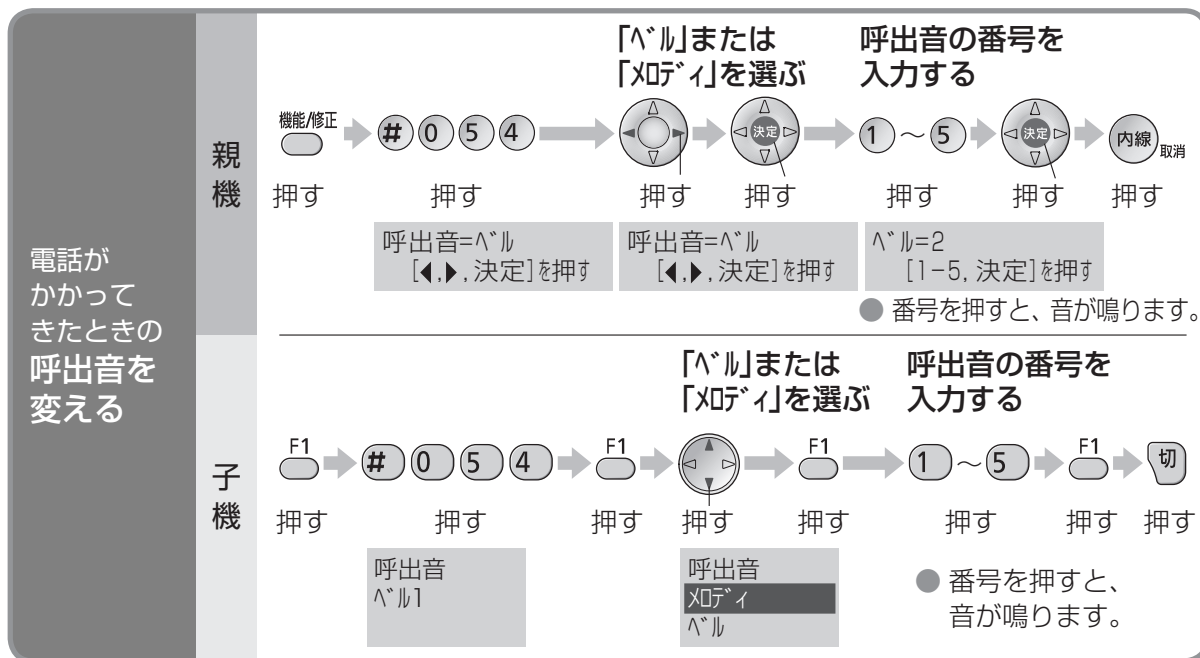 電話が
かかって
きたときの
呼出音を
変える
親機
「ﾍﾞﾙ」または
「ﾒﾛﾃﾞｨ」を選ぶ
呼出音の番号を
入力する
機能/修正 # 0 5 4 決定 1 ～ 5 決定 内線 取消
押す 押す 押す 押す 押す 押す 押す
呼出音=ﾍﾞﾙ
[◀,▶,決定]を押す
呼出音=ﾍﾞﾙ
[◀,▶,決定]を押す
ﾍﾞﾙ=2
[1-5,決定]を押す
● 番号を押すと、音が鳴ります。
子機
「ﾍﾞﾙ」または
「ﾒﾛﾃﾞｨ」を選ぶ
呼出音の番号を
入力する
F1 # 0 5 4 F1 F1 1 ～ 5 F1 切
押す 押す 押す 押す 押す 押す 押す 押す
呼出音
ﾍﾞﾙ1
呼出音
ﾒﾛﾃﾞｨ
ﾍﾞﾙ
● 番号を押すと、
音が鳴ります。